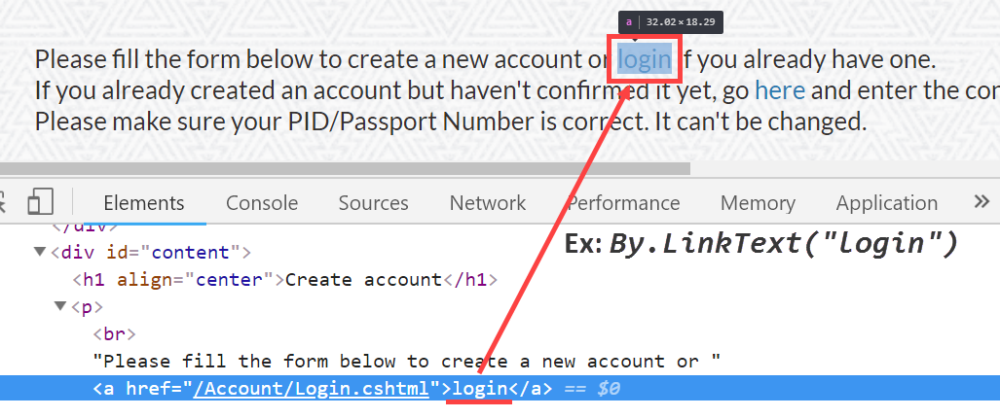 a | 32.02×18.29
Please fill the form below to create a new account or login if you already have one.
If you already created an account but haven't confirmed it yet, go here and enter the con
Please make sure your PID/Passport Number is correct. It can't be changed.
Elements Console Sources Network Performance Memory Application »
</div>
Ex: By.LinkText("login")
▼<div id="content">
<h1 align="center">Create account</h1>
▼<p>
<br>
"Please fill the form below to create a new account or "
<a href="/Account/Login.cshtml">login</a> == $0